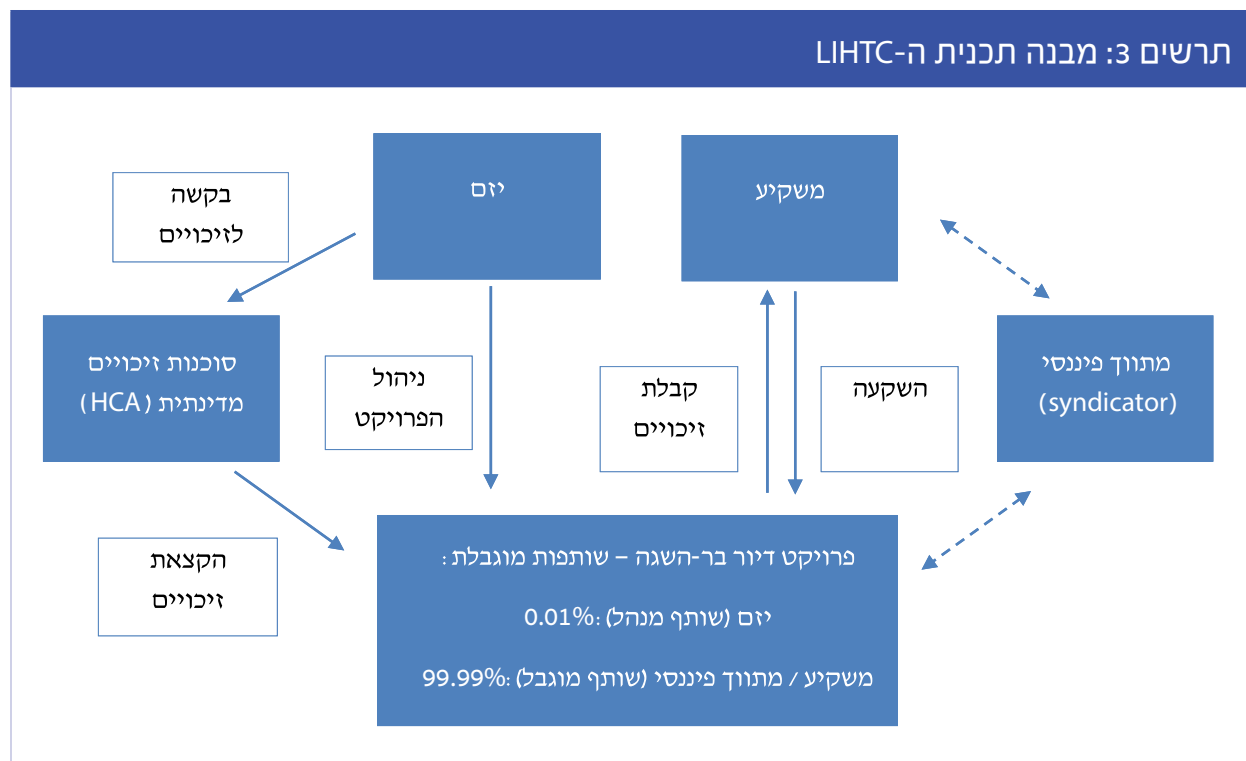 תרשים 3: מבנה תכנית ה-LIHTC
משקיע
יזם
בקשה
לזיכויים
מתווך פיננסי
(syndicator)
השקעה
קבלת
זיכויים
ניהול
הפרויקט
סוכנות זיכויים
מדינתית (HCA)
פרויקט דיור בר-השגה – שותפות מוגבלת:
יזם (שותף מנהל): 0.01%
משקיע / מתווך פיננסי (שותף מוגבל): 99.99%
הקצאת
זיכויים